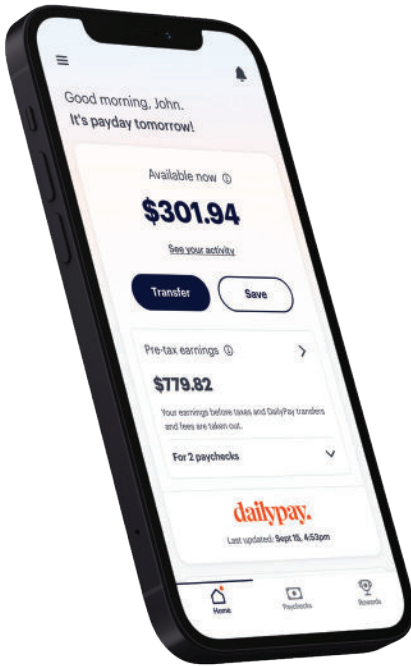 Good morning, John.
It's payday tomorrow!
Available now
$301.94
See your activity
Transfer
Save
Pre-tax earnings
$779.82
Your earnings before taxes and DailyPay transfers
and fees are taken out.
For 2 paychecks
dailypay.
Last updated: Sept 15, 4:53pm
Home
Paychecks
Rewards